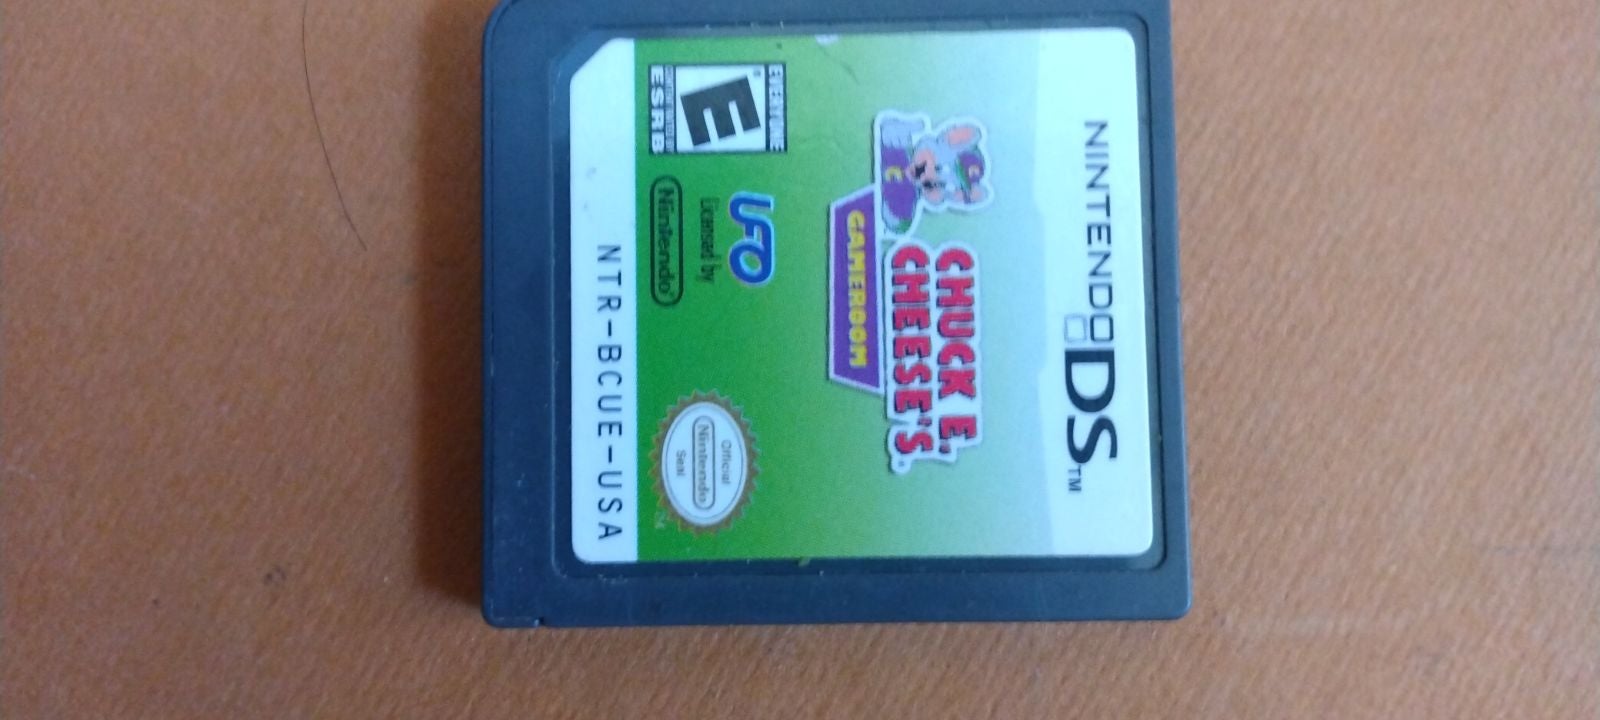 NINTENDO DS™
C
C
CHUCK E.
CHEESE'S
GAMEROOM
UFO
Licensed by
Nintendo®
EVERYONE
E®
ESRB
Official
Nintendo
Seal
NTR-BCUE-USA